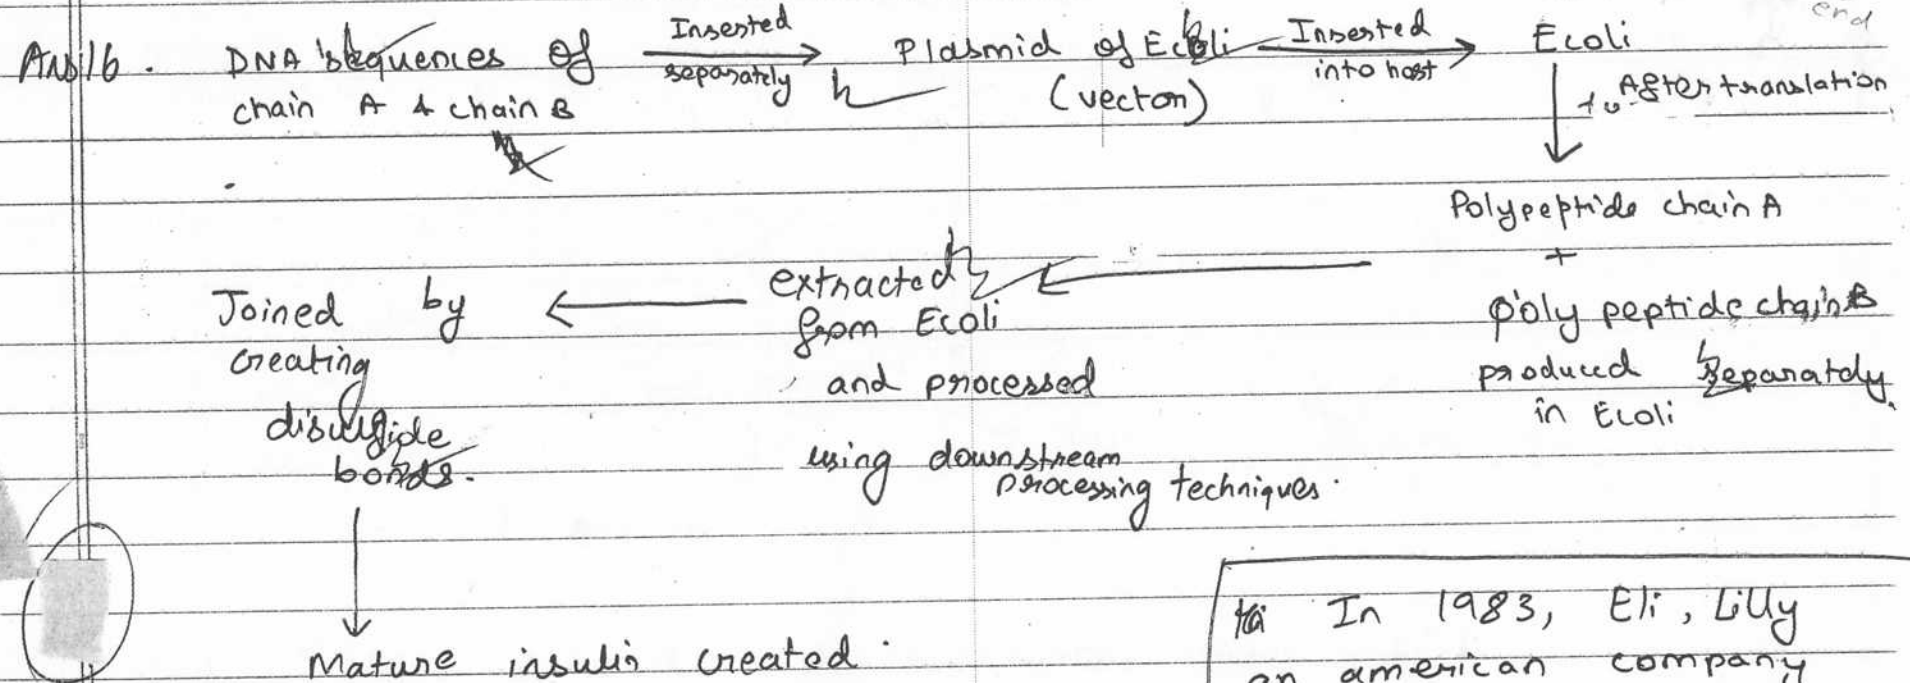 end
Ans16. DNA sequences of chain A & chain B
Inserted separately
Plasmid of Ecoli (vector)
Inserted into host
Ecoli
After translation
Polypeptide chain A
+
poly peptide chain B
produced separately
in Ecoli
extracted
from Ecoli
and processed
using downstream
processing techniques.
Joined by
creating
disulfide
bonds.
Mature insulin created.
In 1983, Eli, Lilly
an american company